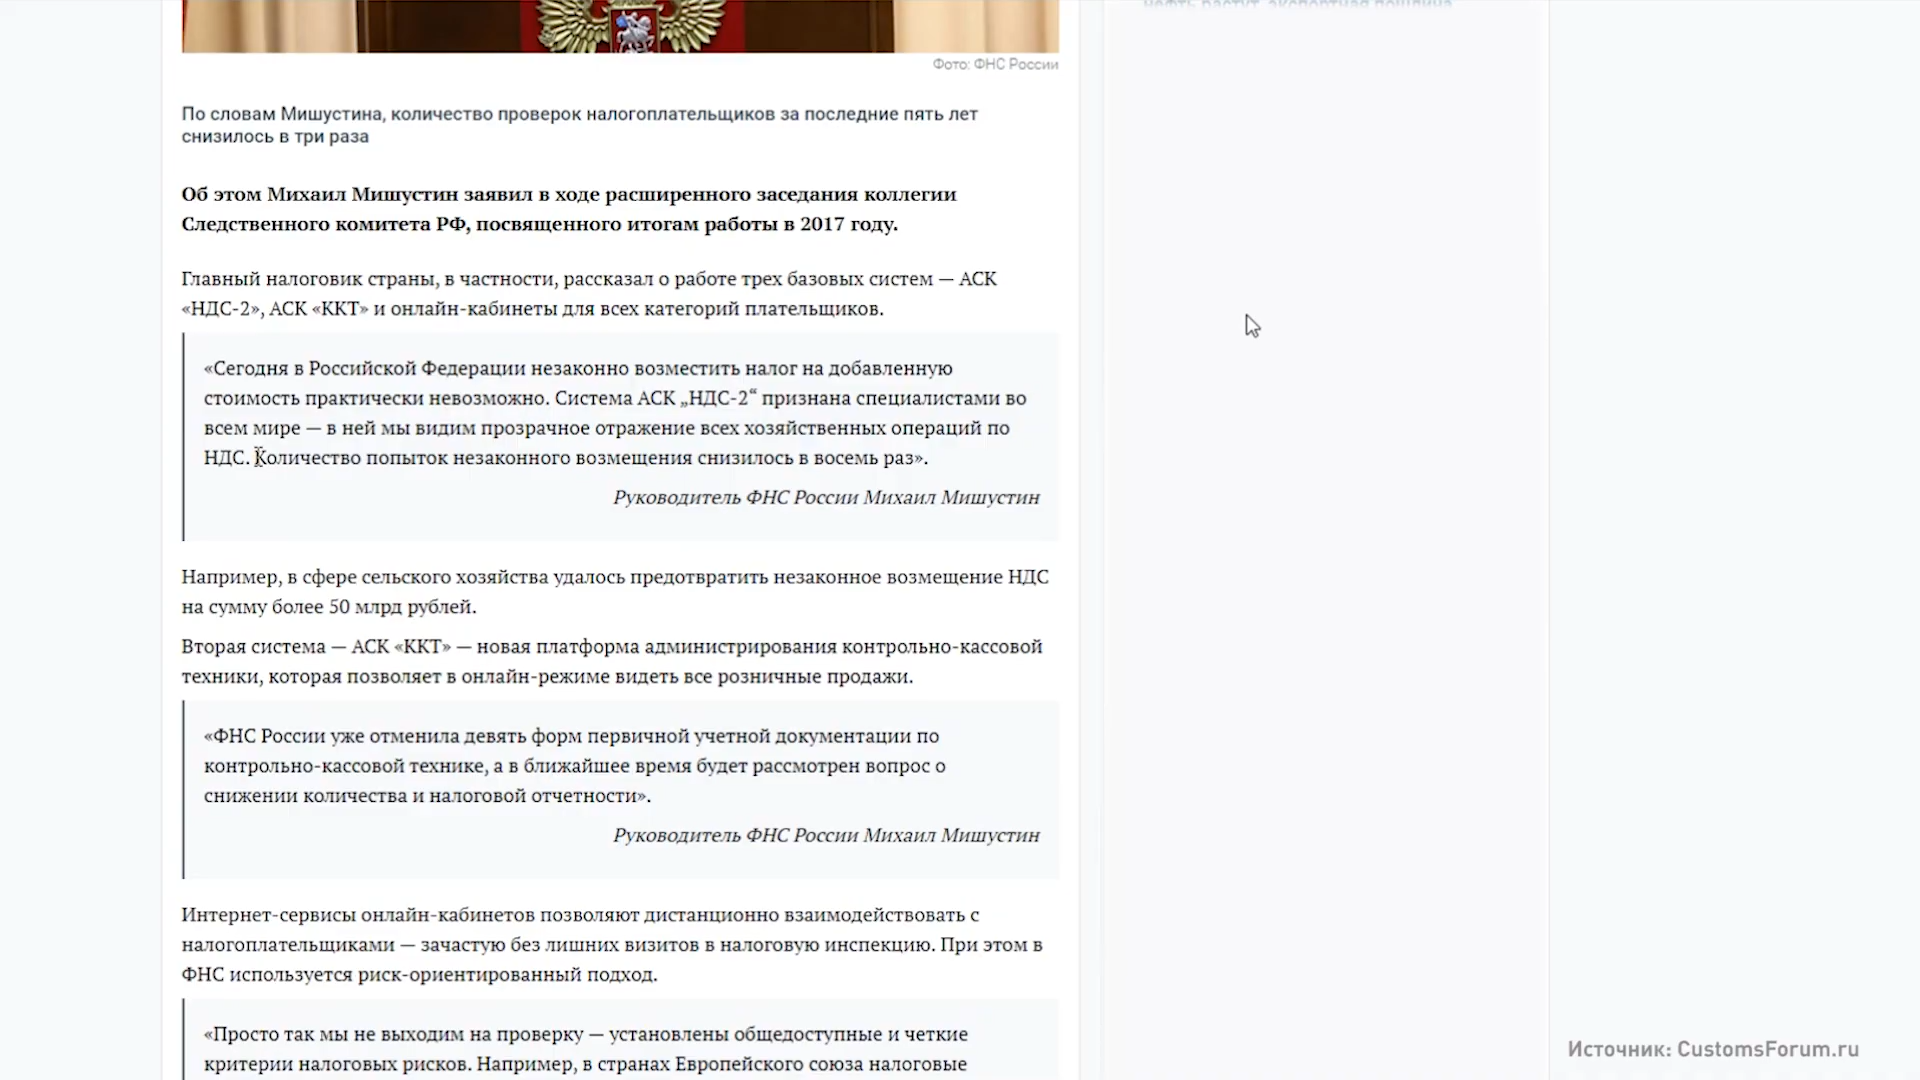 нефть растут, экспортная пошлина
Фото: ФНС России
По словам Мишустина, количество проверок налогоплательщиков за последние пять лет
снизилось в три раза
Об этом Михаил Мишустин заявил в ходе расширенного заседания коллегии
Следственного комитета РФ, посвященного итогам работы в 2017 году.
Главный налоговик страны, в частности, рассказал о работе трех базовых систем — АСК
«НДС-2», АСК «ККТ» и онлайн-кабинеты для всех категорий плательщиков.
«Сегодня в Российской Федерации незаконно возместить налог на добавленную
стоимость практически невозможно. Система АСК „НДС-2“ признана специалистами во
всем мире — в ней мы видим прозрачное отражение всех хозяйственных операций по
НДС. Количество попыток незаконного возмещения снизилось в восемь раз».
Руководитель ФНС России Михаил Мишустин
Например, в сфере сельского хозяйства удалось предотвратить незаконное возмещение НДС
на сумму более 50 млрд рублей.
Вторая система — АСК «ККТ» — новая платформа администрирования контрольно-кассовой
техники, которая позволяет в онлайн-режиме видеть все розничные продажи.
«ФНС России уже отменила девять форм первичной учетной документации по
контрольно-кассовой технике, а в ближайшее время будет рассмотрен вопрос о
снижении количества и налоговой отчетности».
Руководитель ФНС России Михаил Мишустин
Интернет-сервисы онлайн-кабинетов позволяют дистанционно взаимодействовать с
налогоплательщиками — зачастую без лишних визитов в налоговую инспекцию. При этом в
ФНС используется риск-ориентированный подход.
«Просто так мы не выходим на проверку — установлены общедоступные и четкие
критерии налоговых рисков. Например, в странах Европейского союза налоговые
Источник: CustomsForum.ru